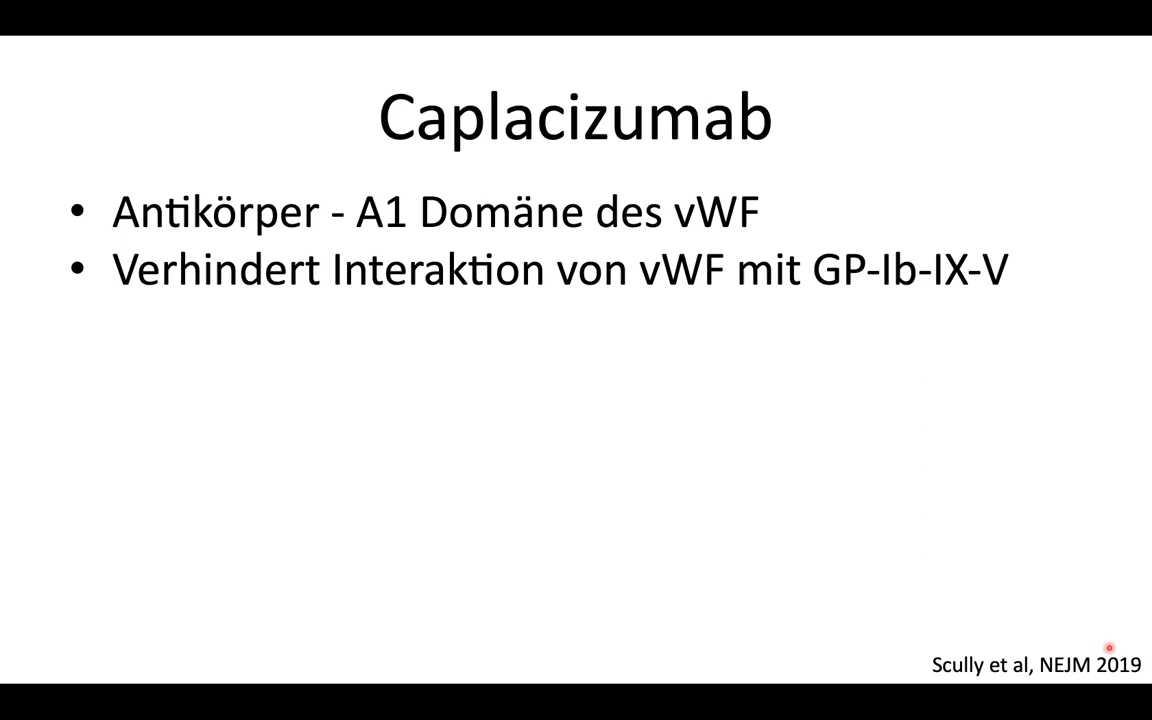 Caplacizumab
• Antikörper - A1 Domäne des vWF
• Verhindert Interaktion von vWF mit GP-Ib-IX-V
Scully et al, NEJM 2019